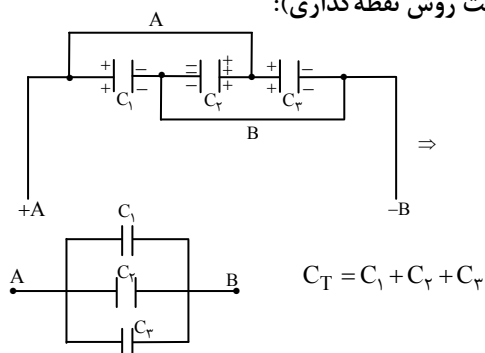 ت روش نقطه‌گذاری):
A
+ – = ‡ + –
+ – – + + –
C₁ C₂ C₃
B
⇒
+A –B
C₁
A C₂ B
C_T = C₁ + C₂ + C₃
C₃